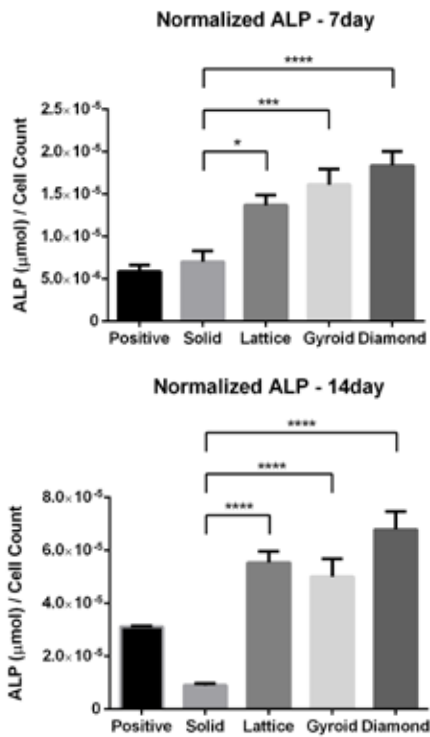 Normalized ALP - 7day
****
***
*
2.5×10⁻⁵
2.0×10⁻⁵
1.5×10⁻⁵
1.0×10⁻⁵
5.0×10⁻⁶
0
ALP (μmol) / Cell Count
Positive Solid Lattice Gyroid Diamond
Normalized ALP - 14day
****
****
****
8.0×10⁻⁵
6.0×10⁻⁵
4.0×10⁻⁵
2.0×10⁻⁵
0
ALP (μmol) / Cell Count
Positive Solid Lattice Gyroid Diamond